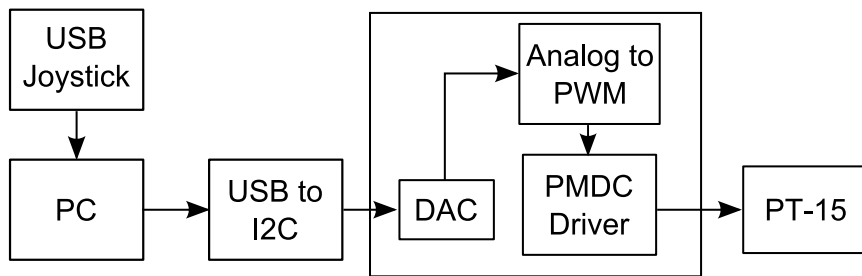 USB
Joystick
PC
USB to
I2C
DAC
Analog to
PWM
PMDC
Driver
PT-15